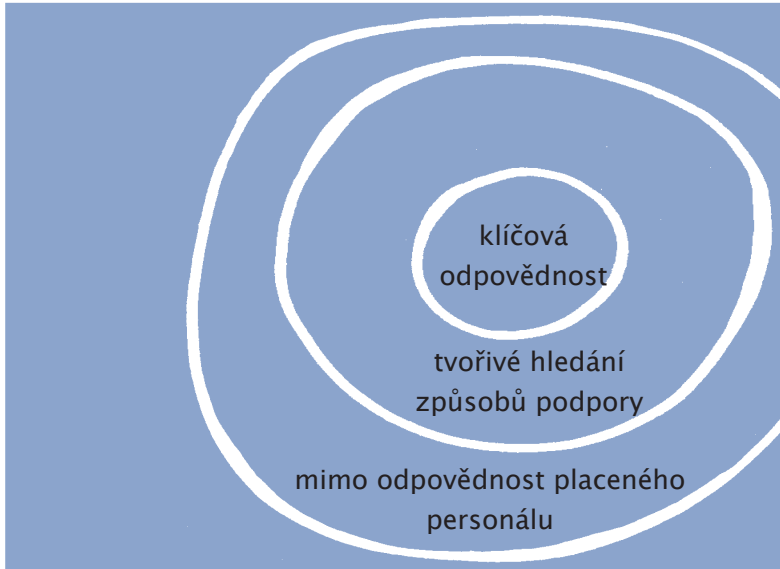 klíčová
odpovědnost
tvořivé hledání
způsobů podpory
mimo odpovědnost placeného
personálu